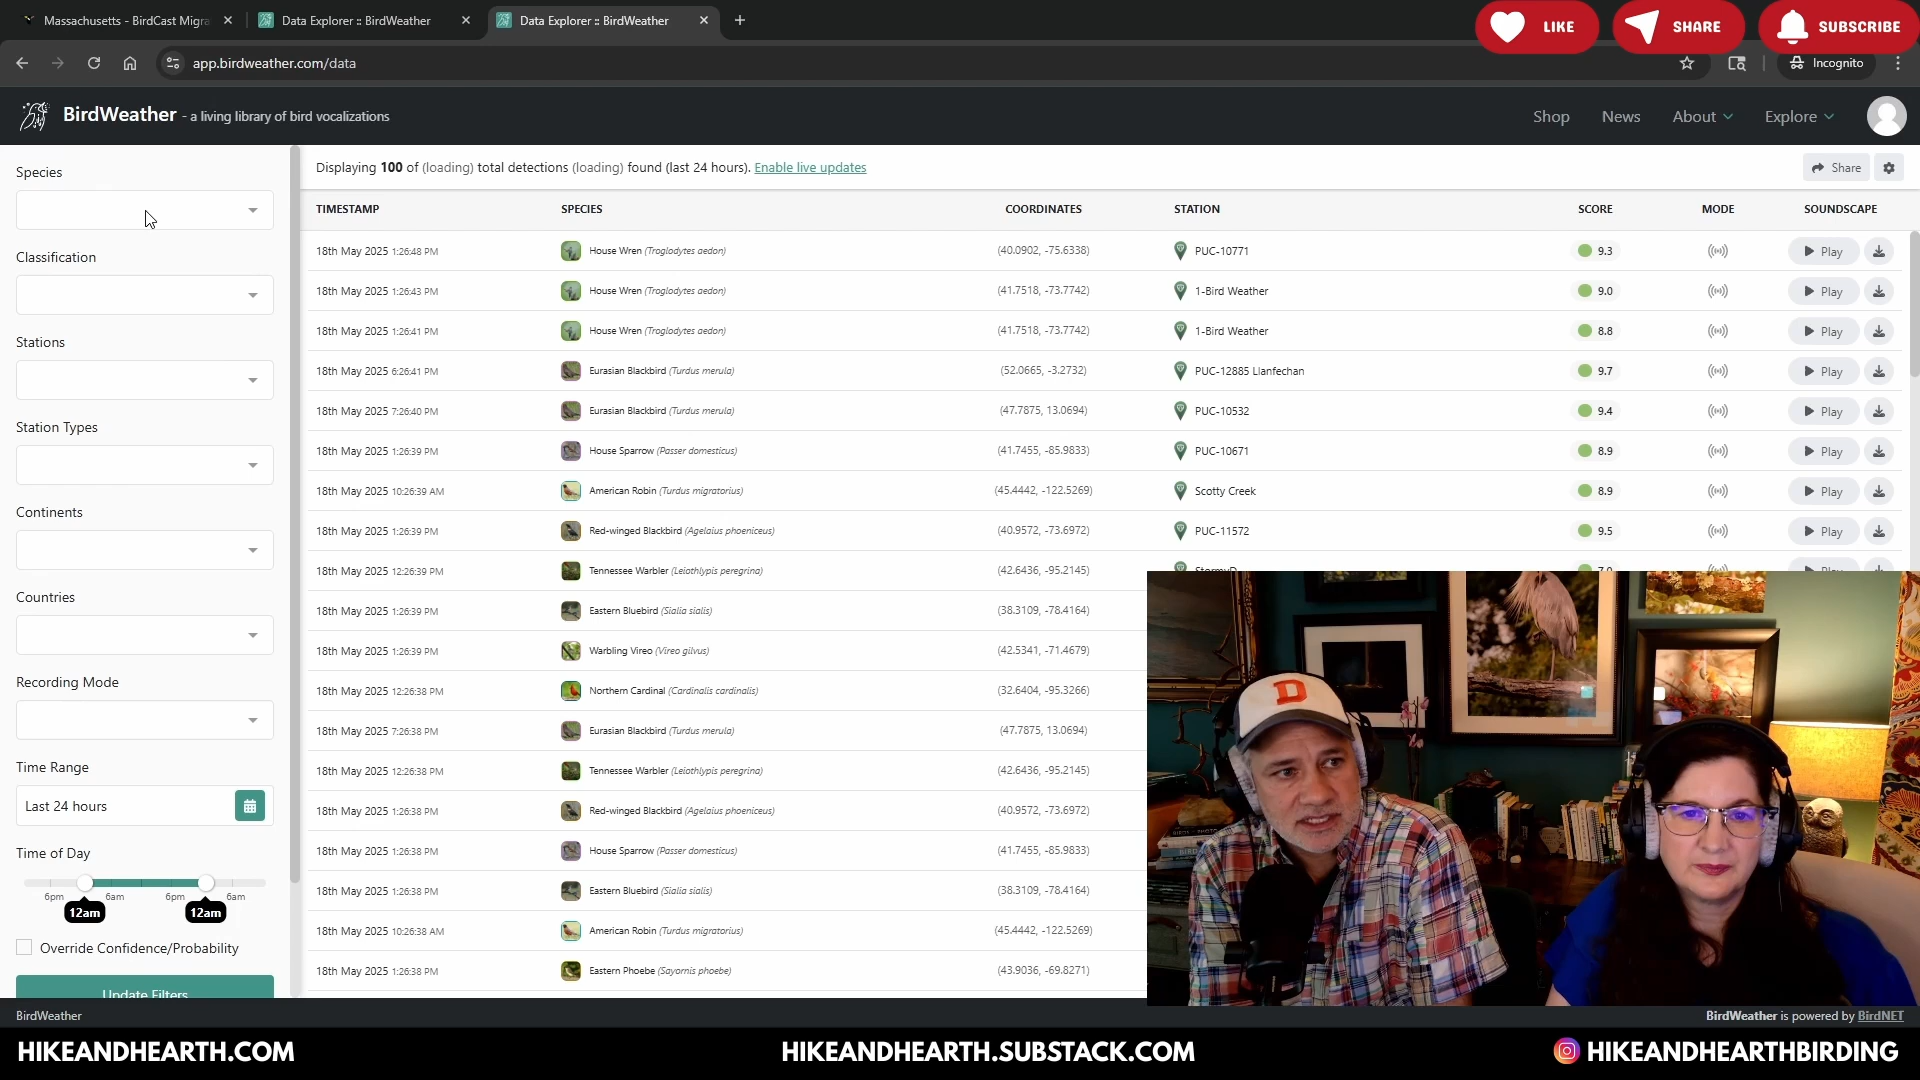 Massachusetts - BirdCast Migra
Data Explorer :: BirdWeather
Data Explorer :: BirdWeather
LIKE
SHARE
SUBSCRIBE
app.birdweather.com/data
Incognito
BirdWeather - a living library of bird vocalizations
Shop
News
About
Explore
Species
Classification
Stations
Station Types
Continents
Countries
Recording Mode
Time Range
Last 24 hours
Time of Day
6pm 6am 6pm 6am
12am 12am
Override Confidence/Probability
Update Filters
Displaying 100 of (loading) total detections (loading) found (last 24 hours). Enable live updates
Share
TIMESTAMP SPECIES COORDINATES STATION SCORE MODE SOUNDSCAPE
18th May 2025 1:26:48 PM House Wren (Troglodytes aedon) (40.0902, -75.6338) PUC-10771 9.3 Play
18th May 2025 1:26:43 PM House Wren (Troglodytes aedon) (41.7518, -73.7742) 1-Bird Weather 9.0 Play
18th May 2025 1:26:41 PM House Wren (Troglodytes aedon) (41.7518, -73.7742) 1-Bird Weather 8.8 Play
18th May 2025 6:26:41 PM Eurasian Blackbird (Turdus merula) (52.0665, -3.2732) PUC-12885 Llanfechan 9.7 Play
18th May 2025 7:26:40 PM Eurasian Blackbird (Turdus merula) (47.7875, 13.0694) PUC-10532 9.4 Play
18th May 2025 1:26:39 PM House Sparrow (Passer domesticus) (41.7455, -85.9833) PUC-10671 8.9 Play
18th May 2025 10:26:39 AM American Robin (Turdus migratorius) (45.4442, -122.5269) Scotty Creek 8.9 Play
18th May 2025 1:26:39 PM Red-winged Blackbird (Agelaius phoeniceus) (40.9572, -73.6972) PUC-11572 9.5 Play
18th May 2025 12:26:39 PM Tennessee Warbler (Leiothlypis peregrina) (42.6436, -95.2145)
18th May 2025 1:26:39 PM Eastern Bluebird (Sialia sialis) (38.3109, -78.4164)
18th May 2025 1:26:39 PM Warbling Vireo (Vireo gilvus) (42.5341, -71.4679)
18th May 2025 12:26:38 PM Northern Cardinal (Cardinalis cardinalis) (32.6404, -95.3266)
18th May 2025 7:26:38 PM Eurasian Blackbird (Turdus merula) (47.7875, 13.0694)
18th May 2025 12:26:38 PM Tennessee Warbler (Leiothlypis peregrina) (42.6436, -95.2145)
18th May 2025 1:26:38 PM Red-winged Blackbird (Agelaius phoeniceus) (40.9572, -73.6972)
18th May 2025 1:26:38 PM House Sparrow (Passer domesticus) (41.7455, -85.9833)
18th May 2025 1:26:38 PM Eastern Bluebird (Sialia sialis) (38.3109, -78.4164)
18th May 2025 10:26:38 AM American Robin (Turdus migratorius) (45.4442, -122.5269)
18th May 2025 1:26:38 PM Eastern Phoebe (Sayornis phoebe) (43.9036, -69.8271)
D
BirdWeather
BirdWeather is powered by BirdNET
HIKEANDHEARTH.COM
HIKEANDHEARTH.SUBSTACK.COM
HIKEANDHEARTHBIRDING